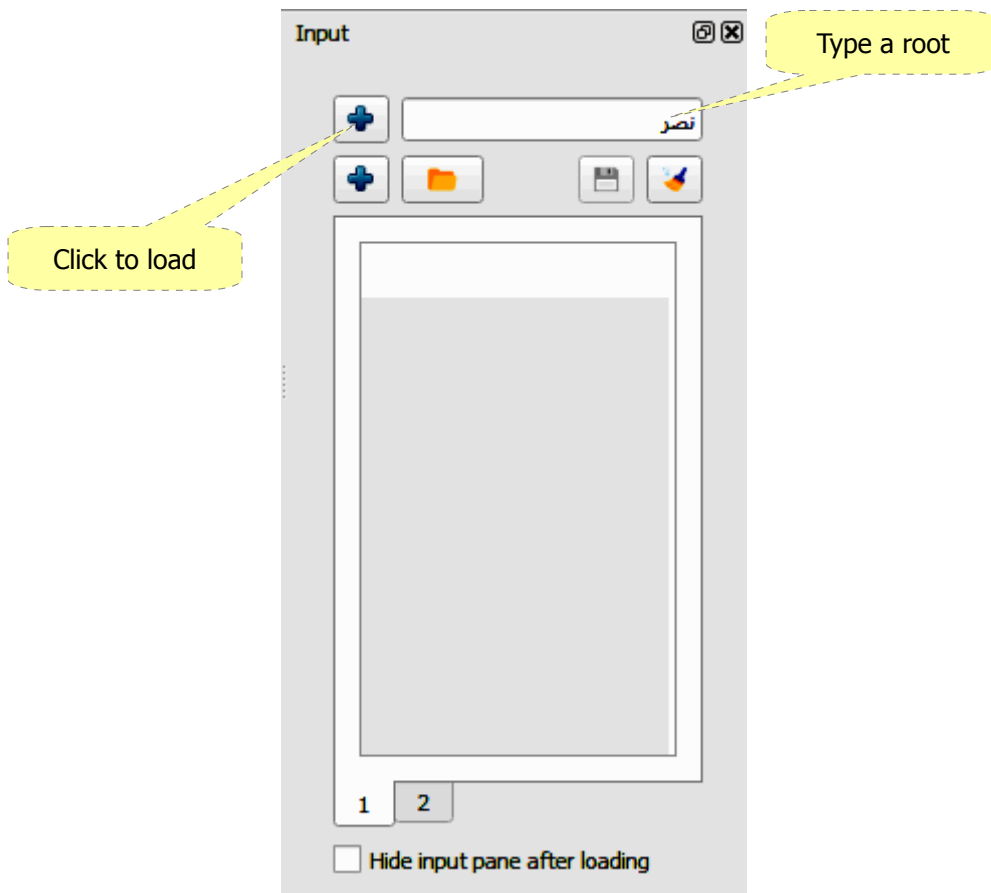 Input
Type a root
نصر
Click to load
1
2
Hide input pane after loading